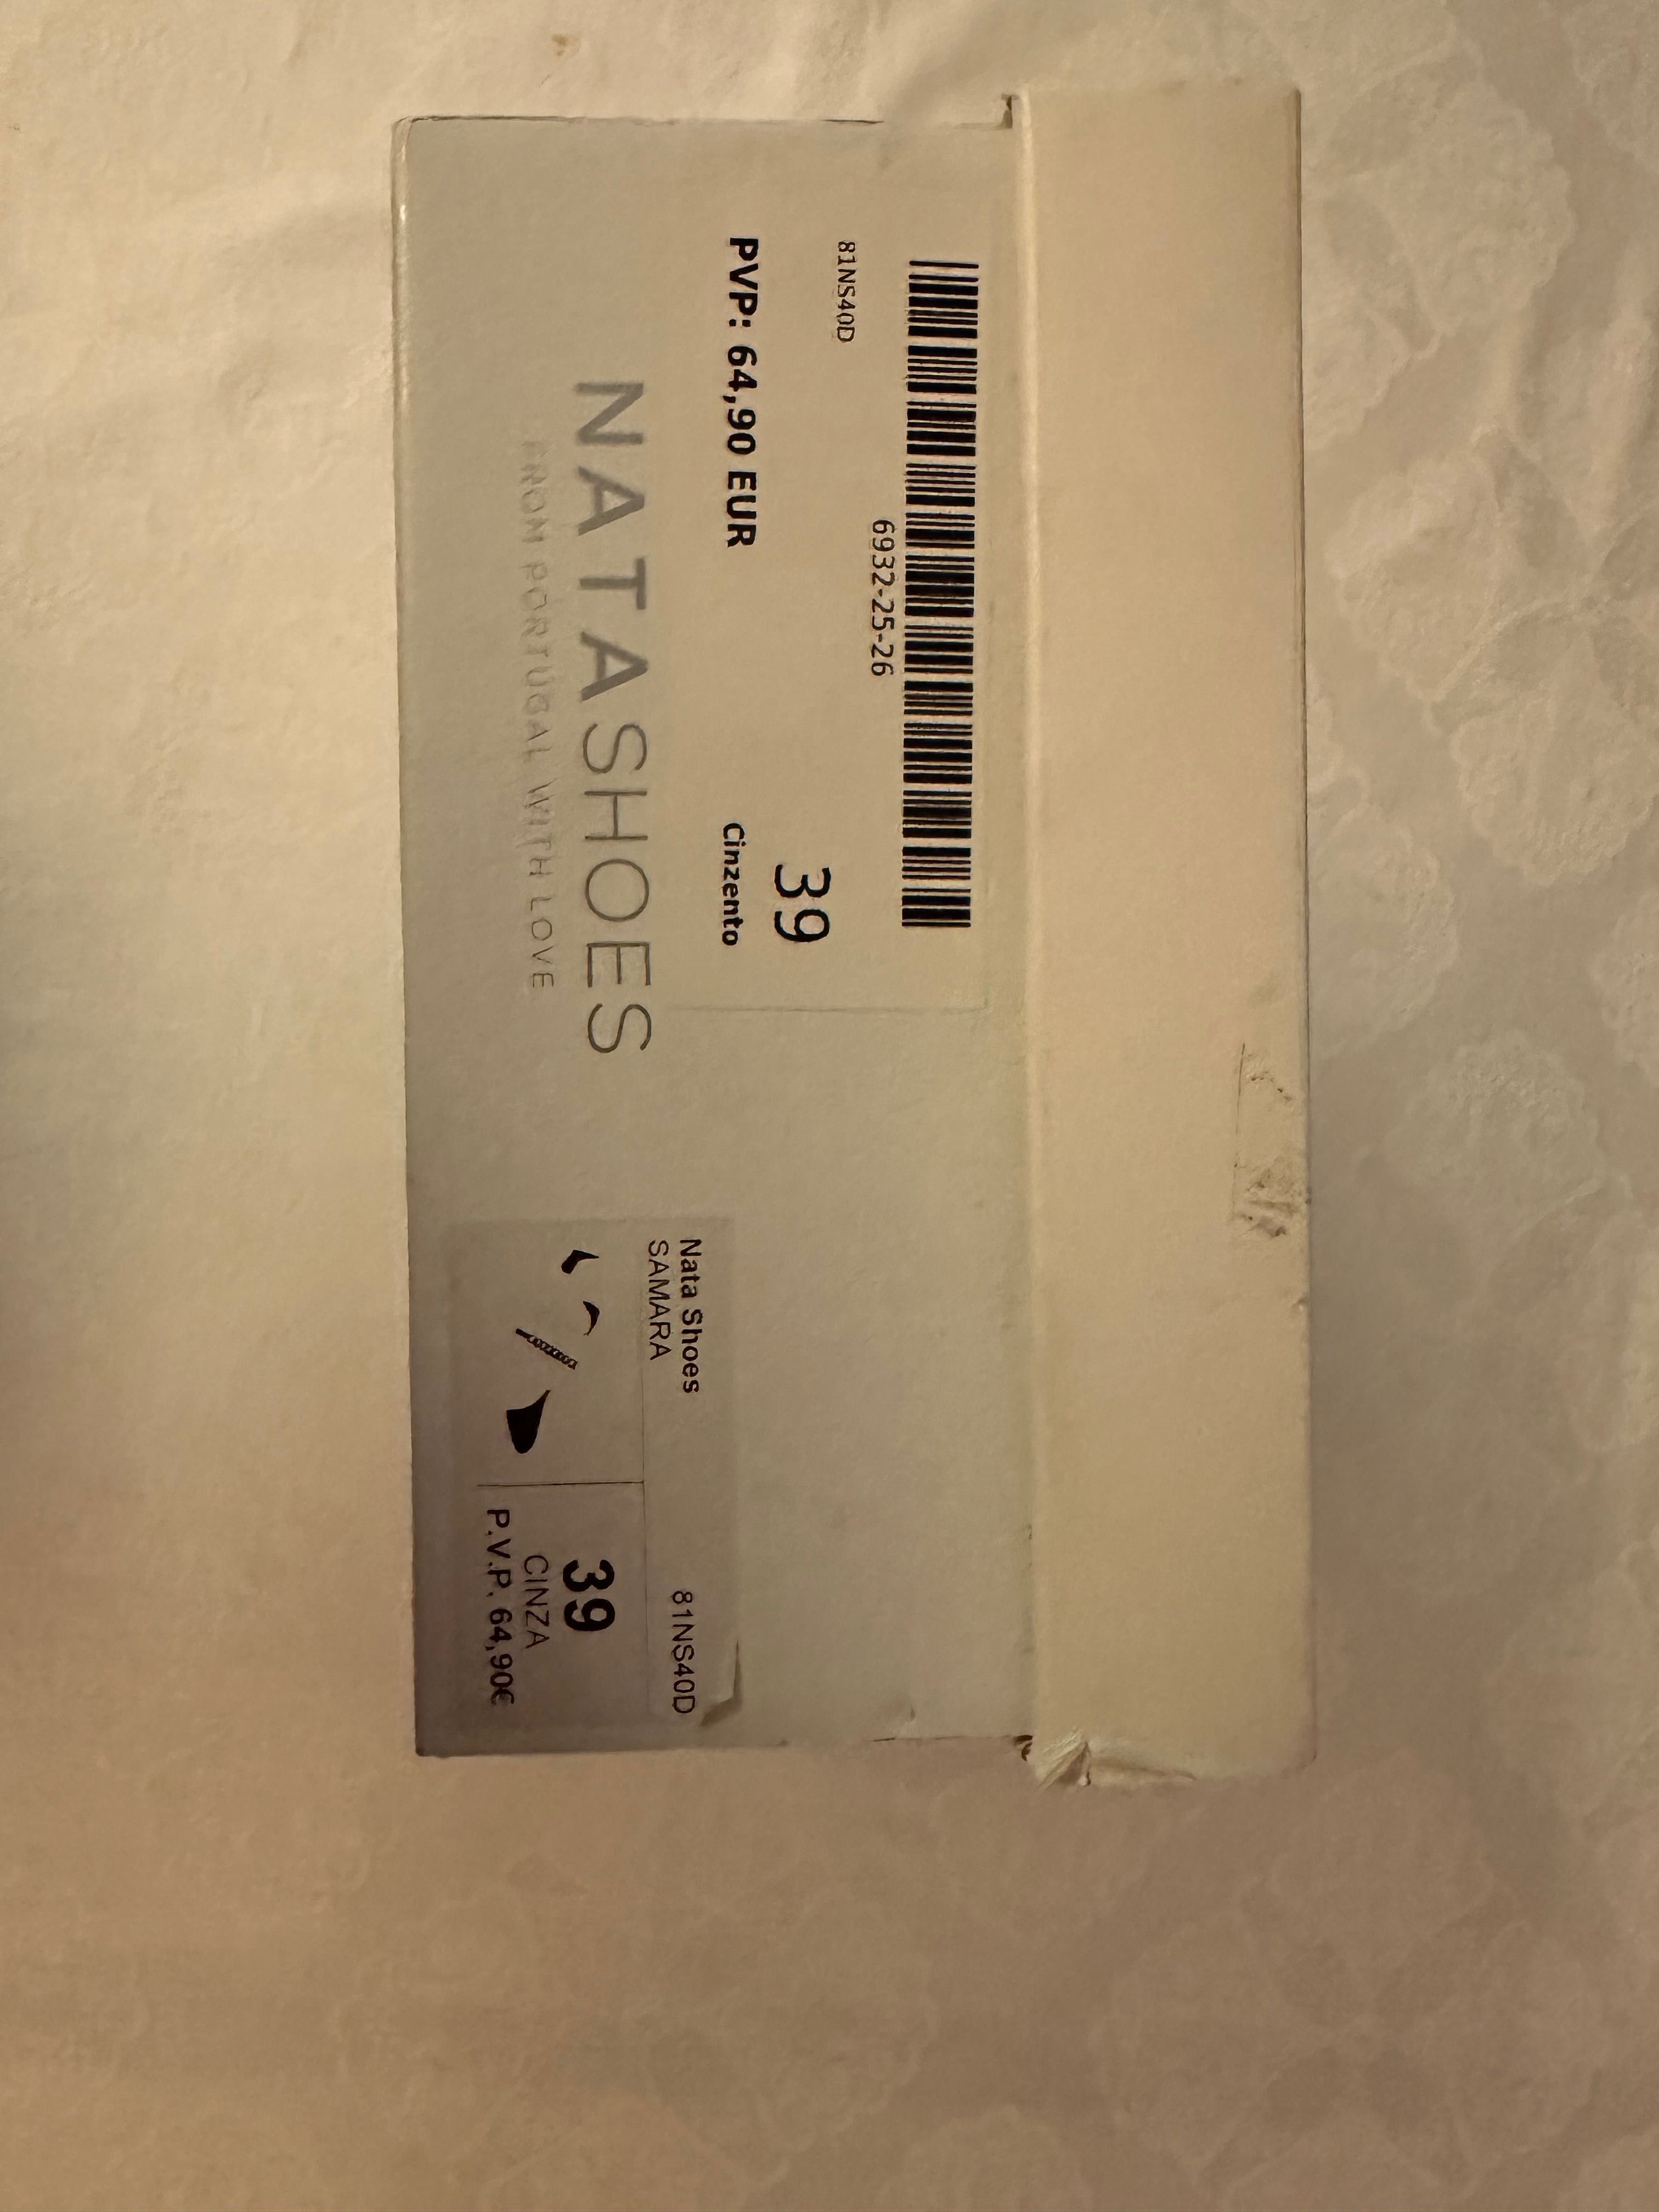 6932-25-26
81NS40D
39
PVP: 64,90 EUR
Cinzento
NATASHOES
FROM PORTUGAL WITH LOVE
Nata Shoes
81NS40D
SAMARA
39
CINZA
P.V.P. 64,90€